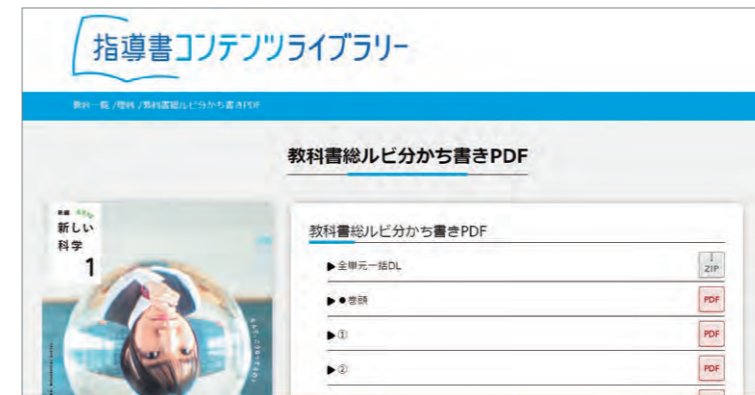 指導書コンテンツライブラリー
教科一覧 /理科 /教科書総ルビ分かち書きPDF
教科書総ルビ分かち書きPDF
新しい
科学
1
教科書総ルビ分かち書きPDF
▶全単元一括DL
ZIP
▶●巻頭
PDF
▶①
PDF
▶②
PDF